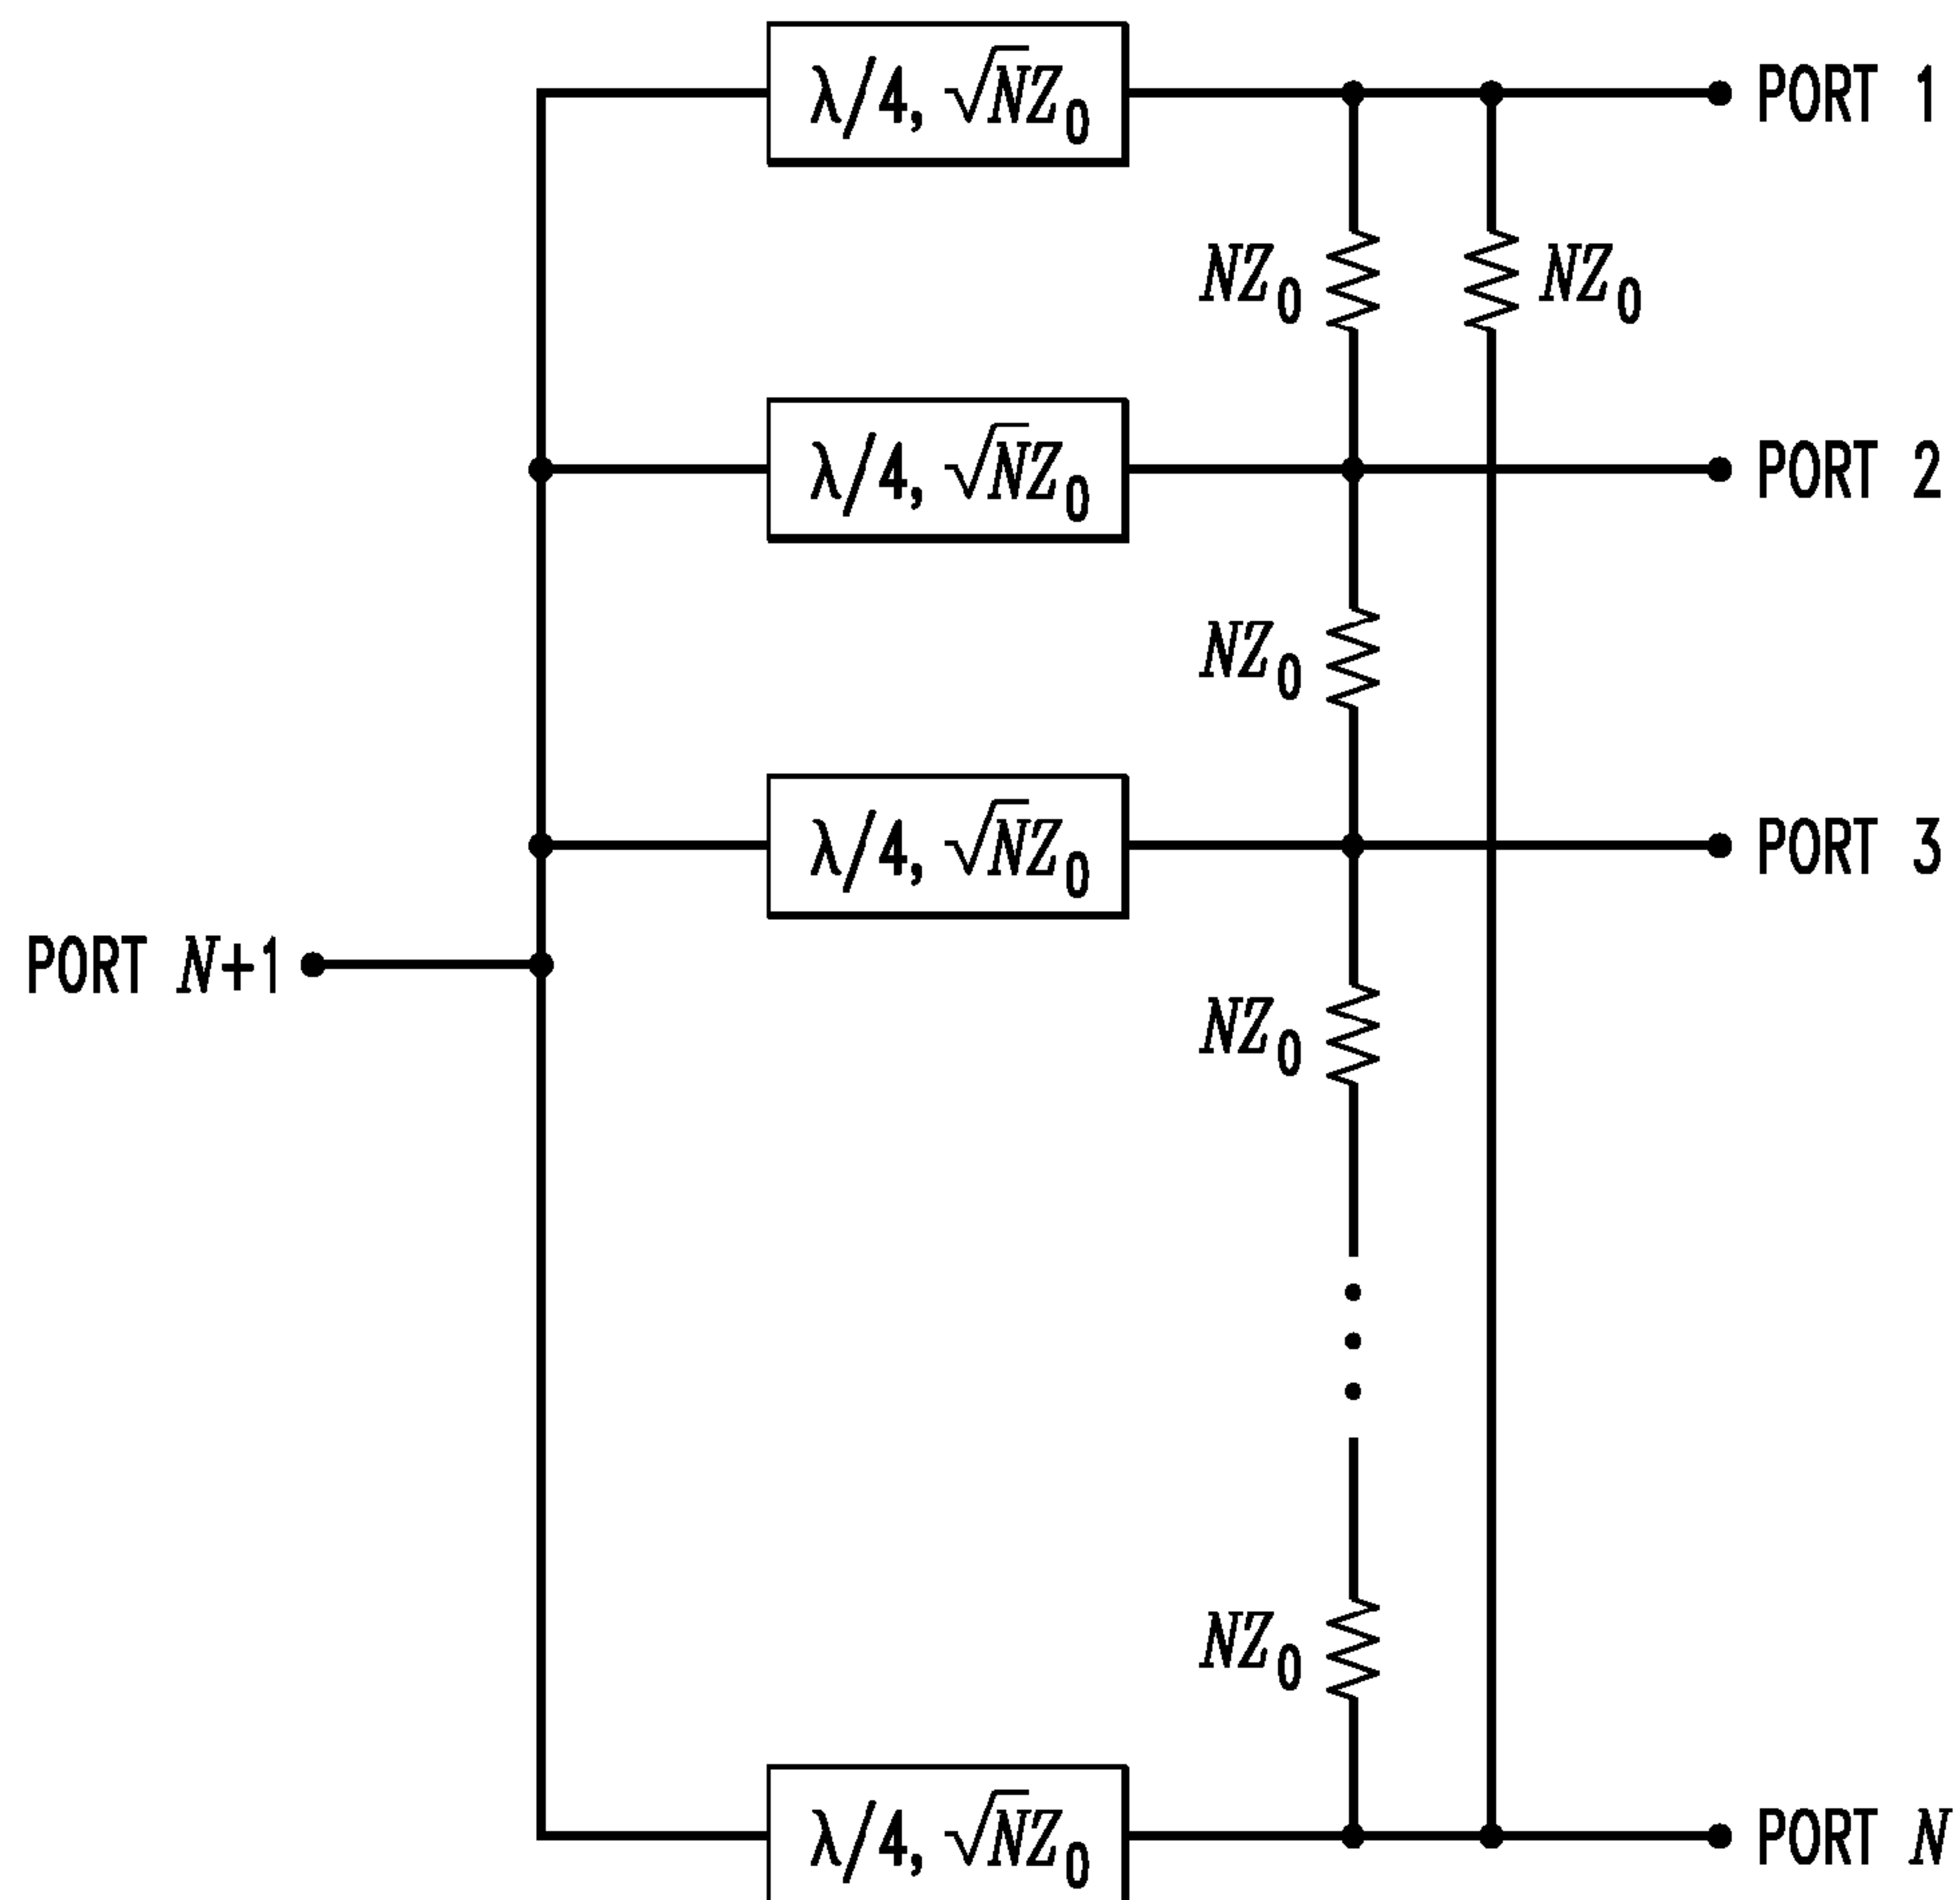 λ/4, √NZ0
PORT 1
NZ0
NZ0
λ/4, √NZ0
PORT 2
NZ0
λ/4, √NZ0
PORT 3
PORT N+1
NZ0
NZ0
λ/4, √NZ0
PORT N